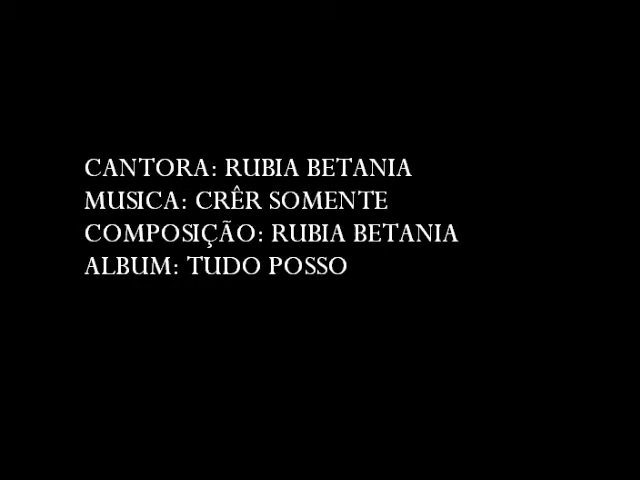 CANTORA: RUBIA BETANIA
MUSICA: CRÊR SOMENTE
COMPOSIÇÃO: RUBIA BETANIA
ALBUM: TUDO POSSO